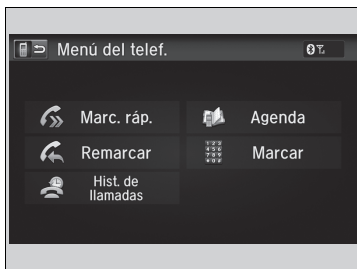 Menú del telef.
Marc. ráp.
Agenda
Remarcar
Marcar
Hist. de
llamadas